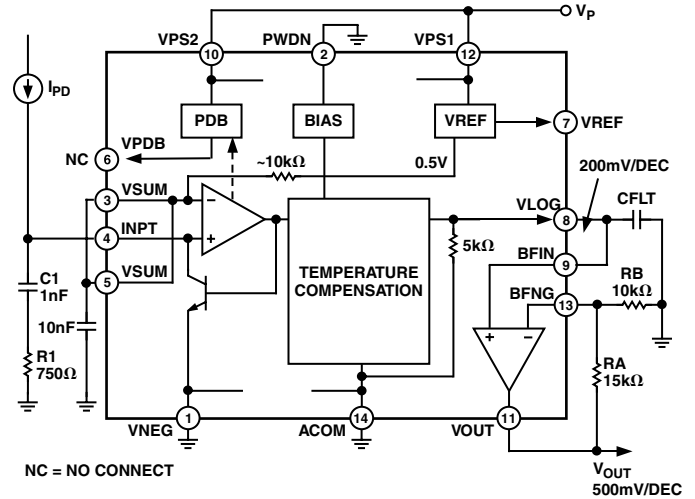 VP
VPS2
PWDN
VPS1
10
2
12
IPD
PDB
BIAS
VREF
7
VREF
VPDB
NC
6
~10kΩ
0.5V
200mV/DEC
3
VSUM
−
VLOG
8
CFLT
4
INPT
+
5kΩ
C1
1nF
5
VSUM
TEMPERATURE
COMPENSATION
BFIN
9
RB
10kΩ
BFNG
13
10nF
+
−
R1
750Ω
RA
15kΩ
VNEG
1
ACOM
14
VOUT
11
NC = NO CONNECT
VOUT
500mV/DEC